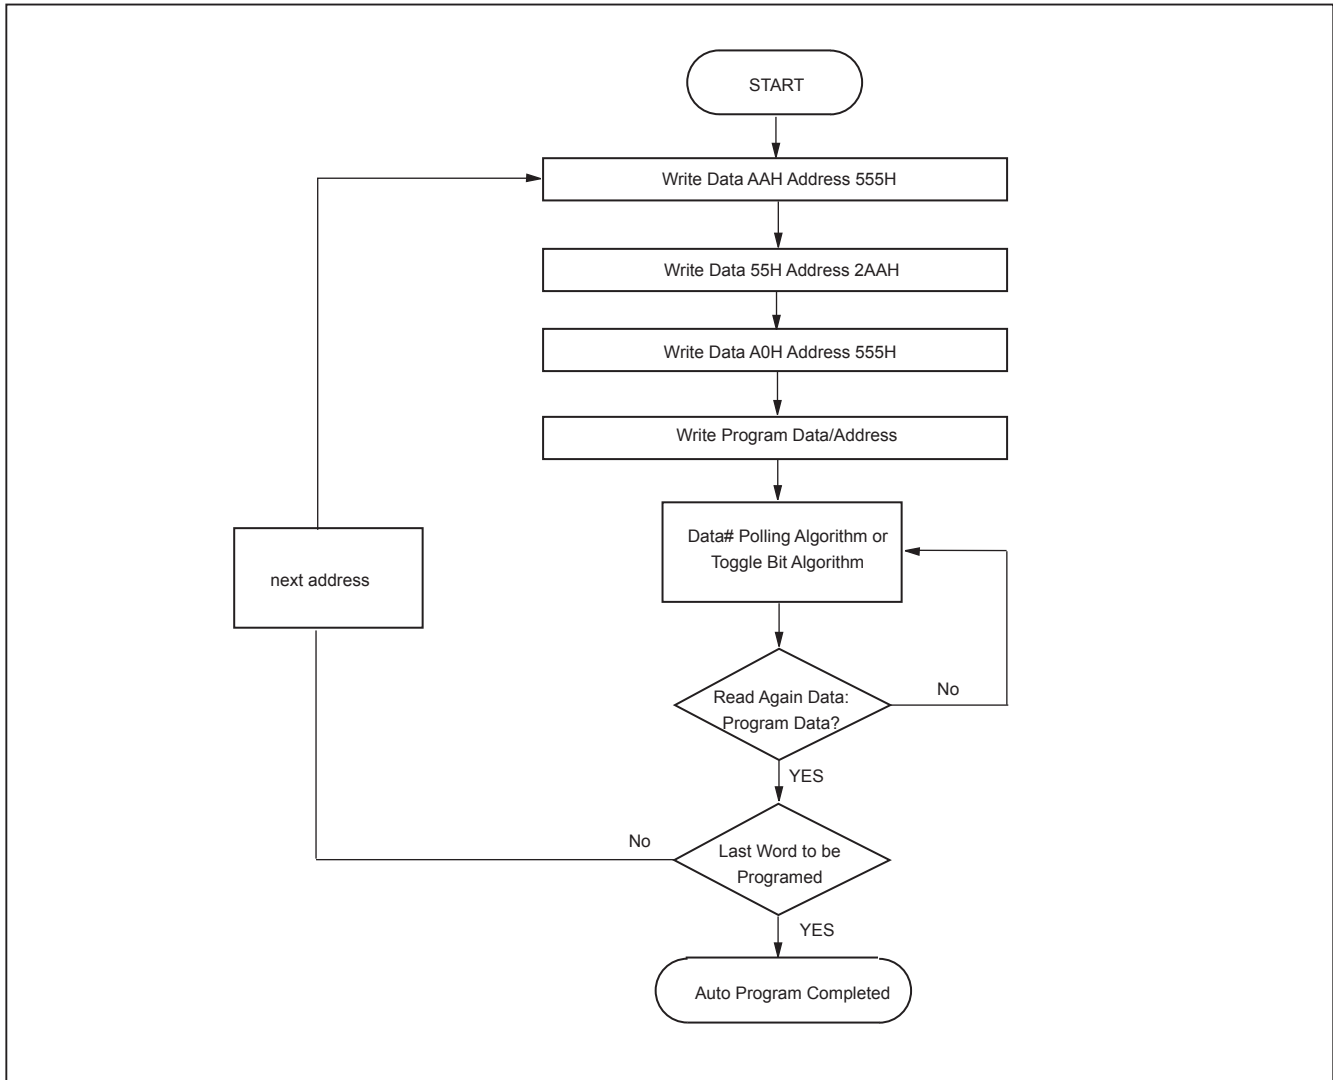 START
Write Data AAH Address 555H
Write Data 55H Address 2AAH
Write Data A0H Address 555H
Write Program Data/Address
Data# Polling Algorithm or
Toggle Bit Algorithm
next address
Read Again Data:
Program Data?
No
YES
No
Last Word to be
Programed
YES
Auto Program Completed